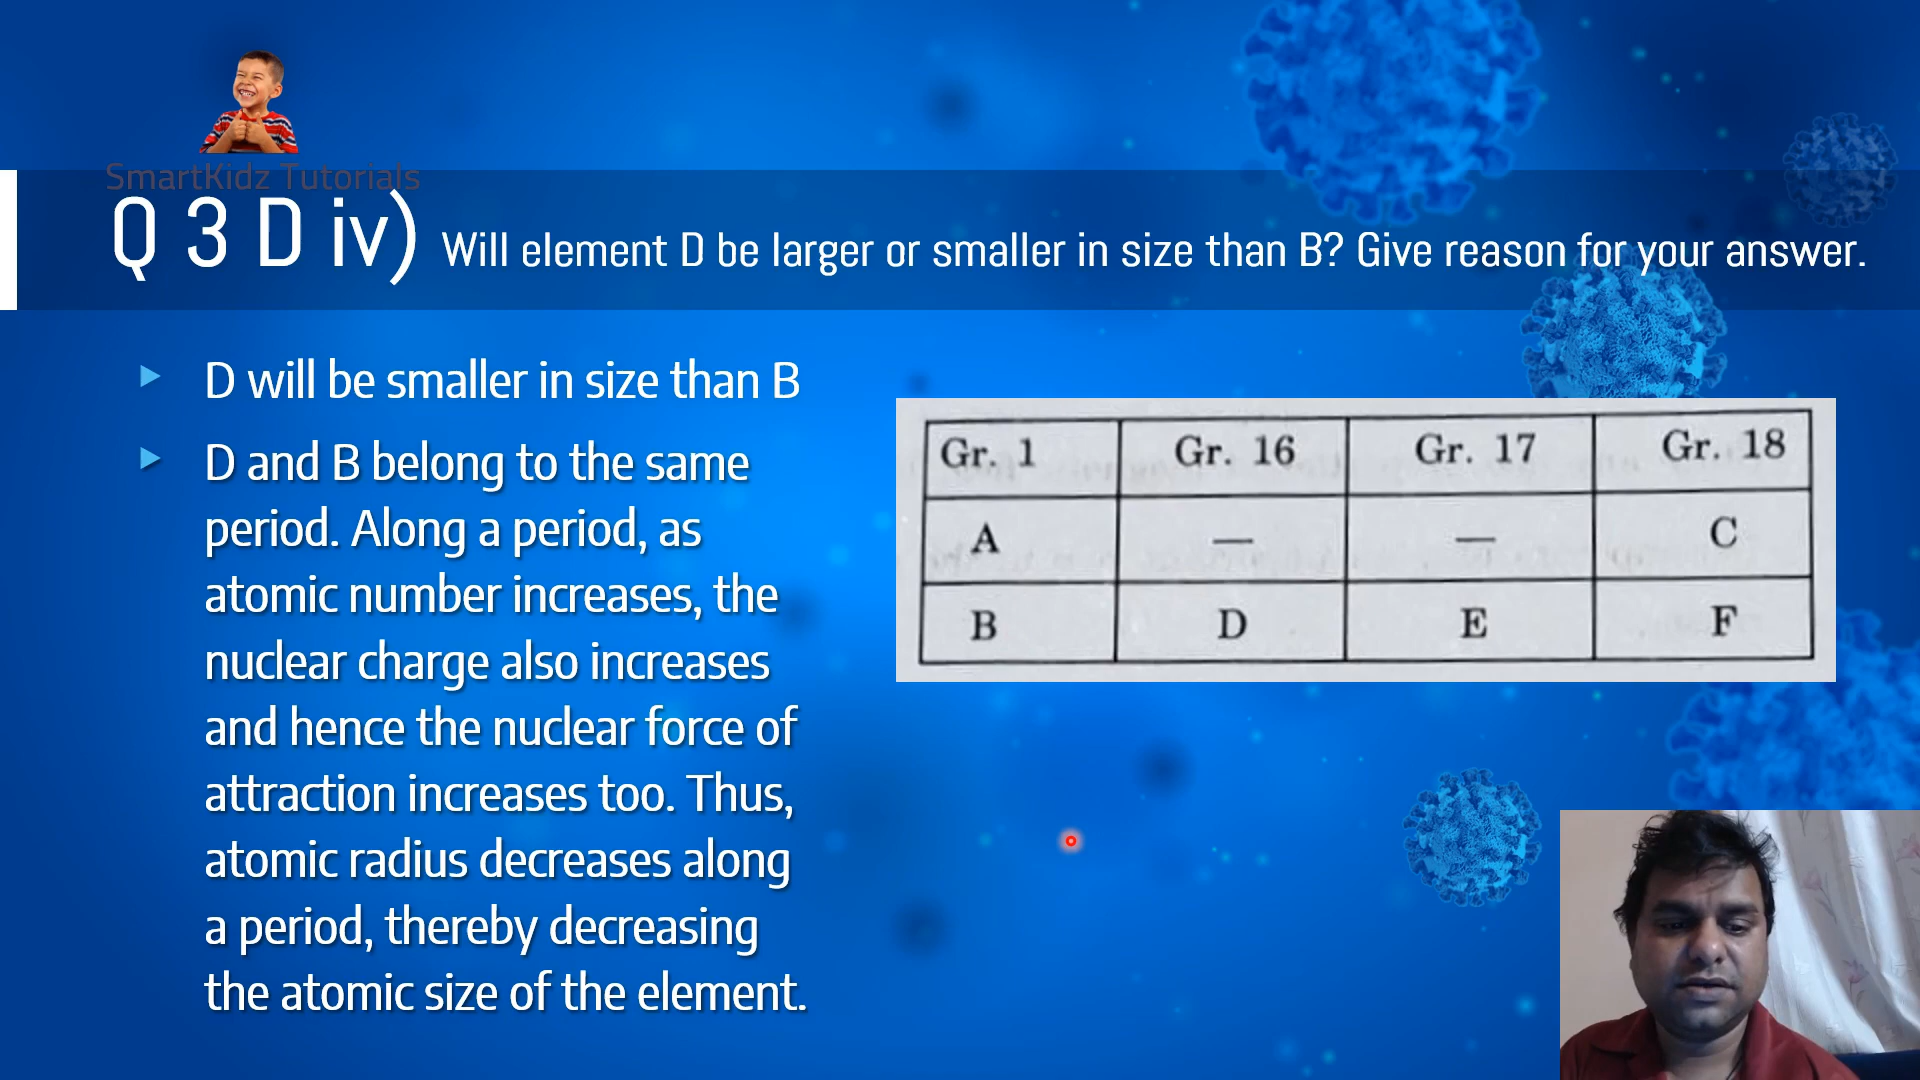 SmartKidz Tutorials
Q 3 D iv) Will element D be larger or smaller in size than B? Give reason for your answer.
D will be smaller in size than B
D and B belong to the same
period. Along a period, as
atomic number increases, the
nuclear charge also increases
and hence the nuclear force of
attraction increases too. Thus,
atomic radius decreases along
a period, thereby decreasing
the atomic size of the element.
Gr. 1 Gr. 16 Gr. 17 Gr. 18
A — — C
B D E F